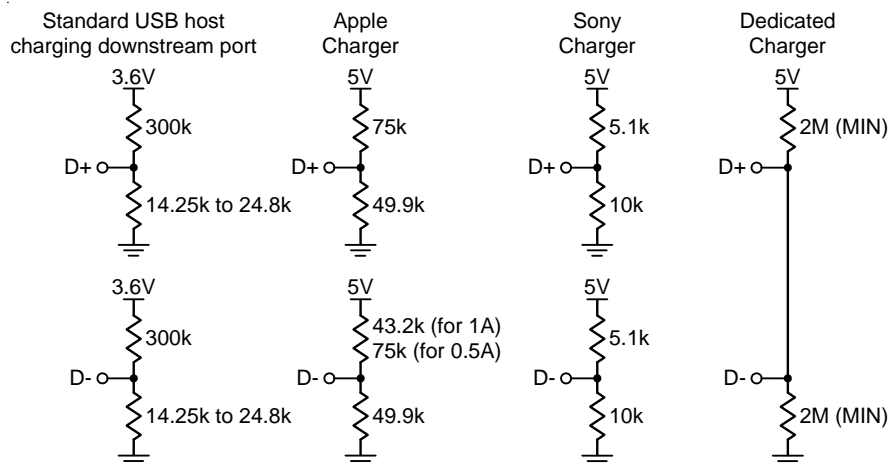 Standard USB host
charging downstream port
Apple
Charger
Sony
Charger
Dedicated
Charger
3.6V
300k
D+
14.25k to 24.8k
5V
75k
D+
49.9k
5V
5.1k
D+
10k
5V
2M (MIN)
D+
3.6V
300k
D-
14.25k to 24.8k
5V
43.2k (for 1A)
75k (for 0.5A)
D-
49.9k
5V
5.1k
D-
10k
D-
2M (MIN)